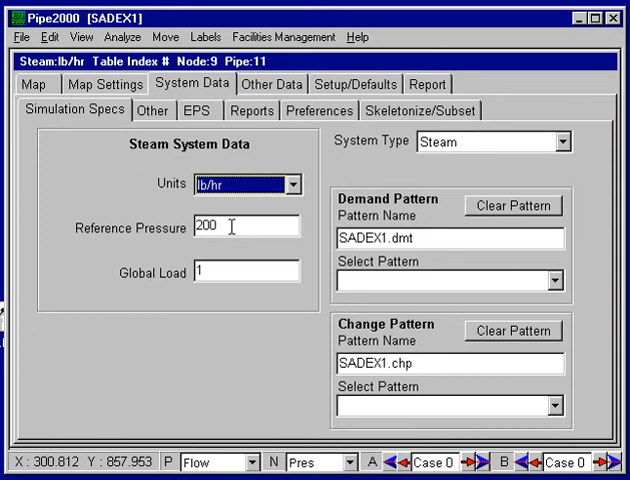 Pipe2000 [SADEX1]
File Edit View Analyze Move Labels Facilities Management Help
Steam:lb/hr Table Index # Node:9 Pipe:11
Map Map Settings System Data Other Data Setup/Defaults Report
Simulation Specs Other EPS Reports Preferences Skeletonize/Subset
Steam System Data
Units lb/hr
Reference Pressure 200
Global Load 1
System Type Steam
Demand Pattern
Pattern Name
Clear Pattern
SADEX1.dmt
Select Pattern
Change Pattern
Pattern Name
Clear Pattern
SADEX1.chp
Select Pattern
X : 300.812 Y : 857.953 P Flow N Pres A Case 0 B Case 0